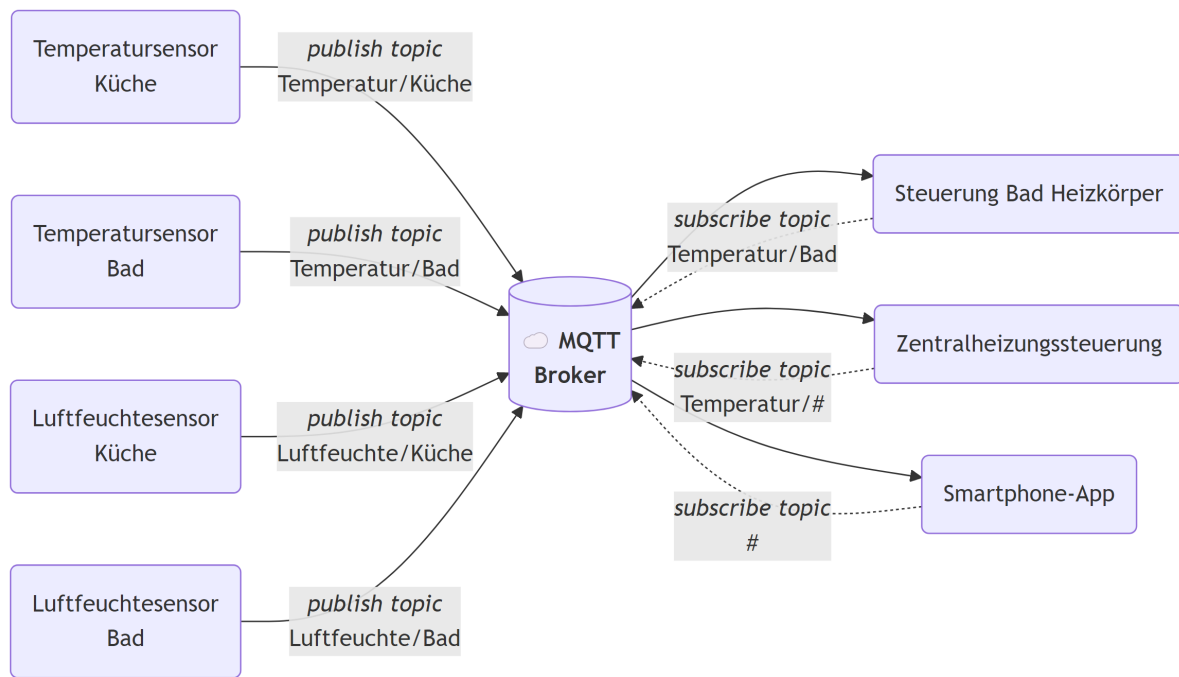 Temperatursensor
Küche
publish topic
Temperatur/Küche
Temperatursensor
Bad
publish topic
Temperatur/Bad
Luftfeuchtesensor
Küche
publish topic
Luftfeuchte/Küche
Luftfeuchtesensor
Bad
publish topic
Luftfeuchte/Bad
MQTT
Broker
subscribe topic
Temperatur/Bad
Steuerung Bad Heizkörper
subscribe topic
Temperatur/#
Zentralheizungssteuerung
subscribe topic
#
Smartphone-App